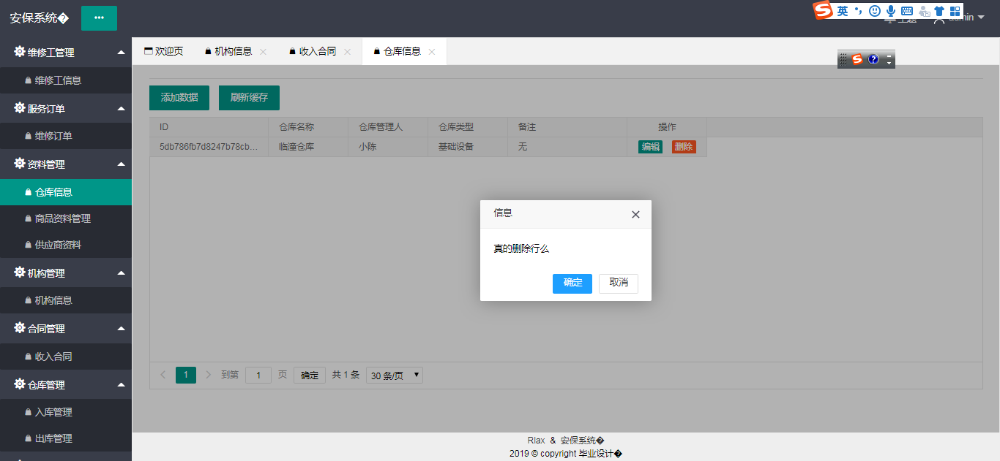 安保系统�
英
主题
admin
维修工管理
维修工信息
服务订单
维修订单
资料管理
仓库信息
商品资料管理
供应商资料
机构管理
机构信息
合同管理
收入合同
仓库管理
入库管理
出库管理
欢迎页 机构信息 收入合同 仓库信息
添加数据 刷新缓存
ID 仓库名称 仓库管理人 仓库类型 备注 操作
5db786fb7d8247b78cb... 临潼仓库 小陈 基础设备 无 编辑 删除
信息
真的删除行么
确定 取消
1 到第 1 页 确定 共 1 条 30 条/页
Rlax & 安保系统�
2019 © copyright 毕业设计�